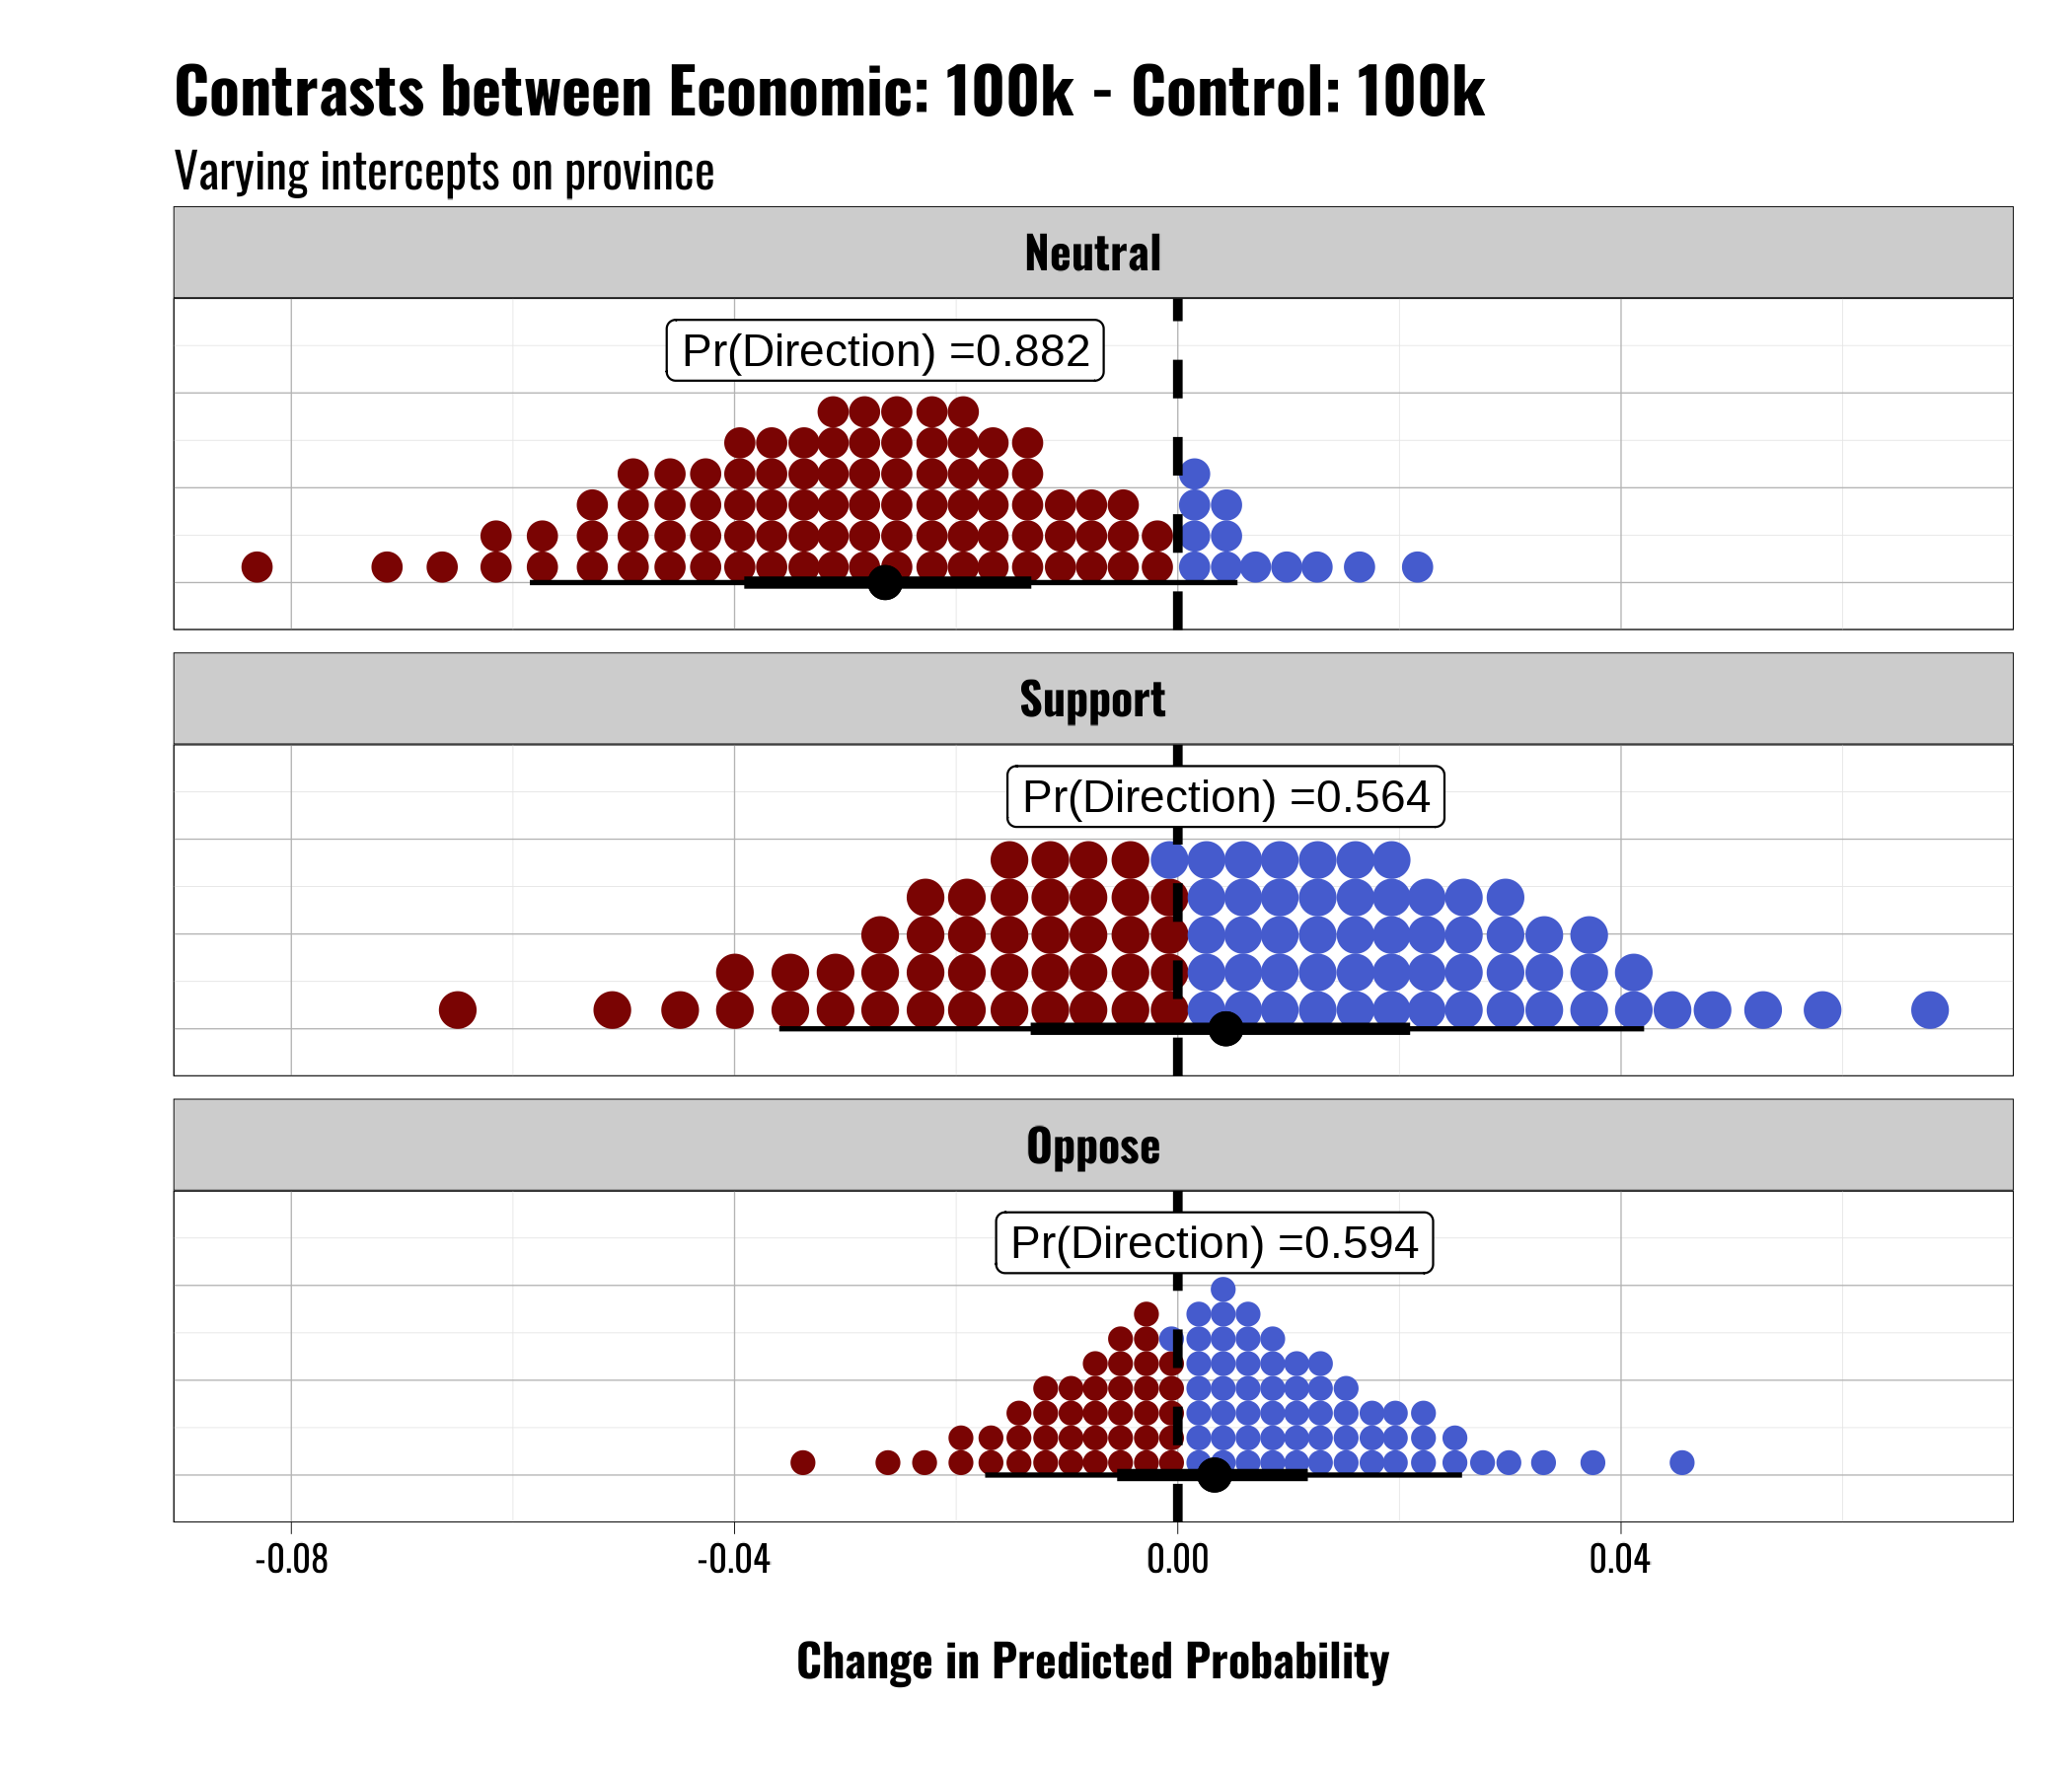 Contrasts between Economic: 100k - Control: 100k
Varying intercepts on province
Neutral
Pr(Direction) =0.882
Support
Pr(Direction) =0.564
Oppose
Pr(Direction) =0.594
-0.08 -0.04 0.00 0.04
Change in Predicted Probability